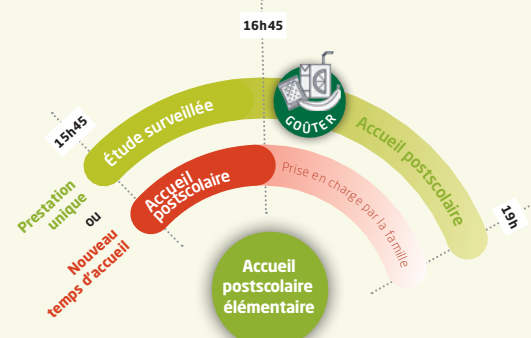 16h45
15h45
Étude surveillée
GOÛTER
Accueil postscolaire
19h
Prestation
unique
ou
Nouveau
temps d'accueil
Accueil
postscolaire
Prise en charge par la famille
Accueil
postscolaire
élémentaire